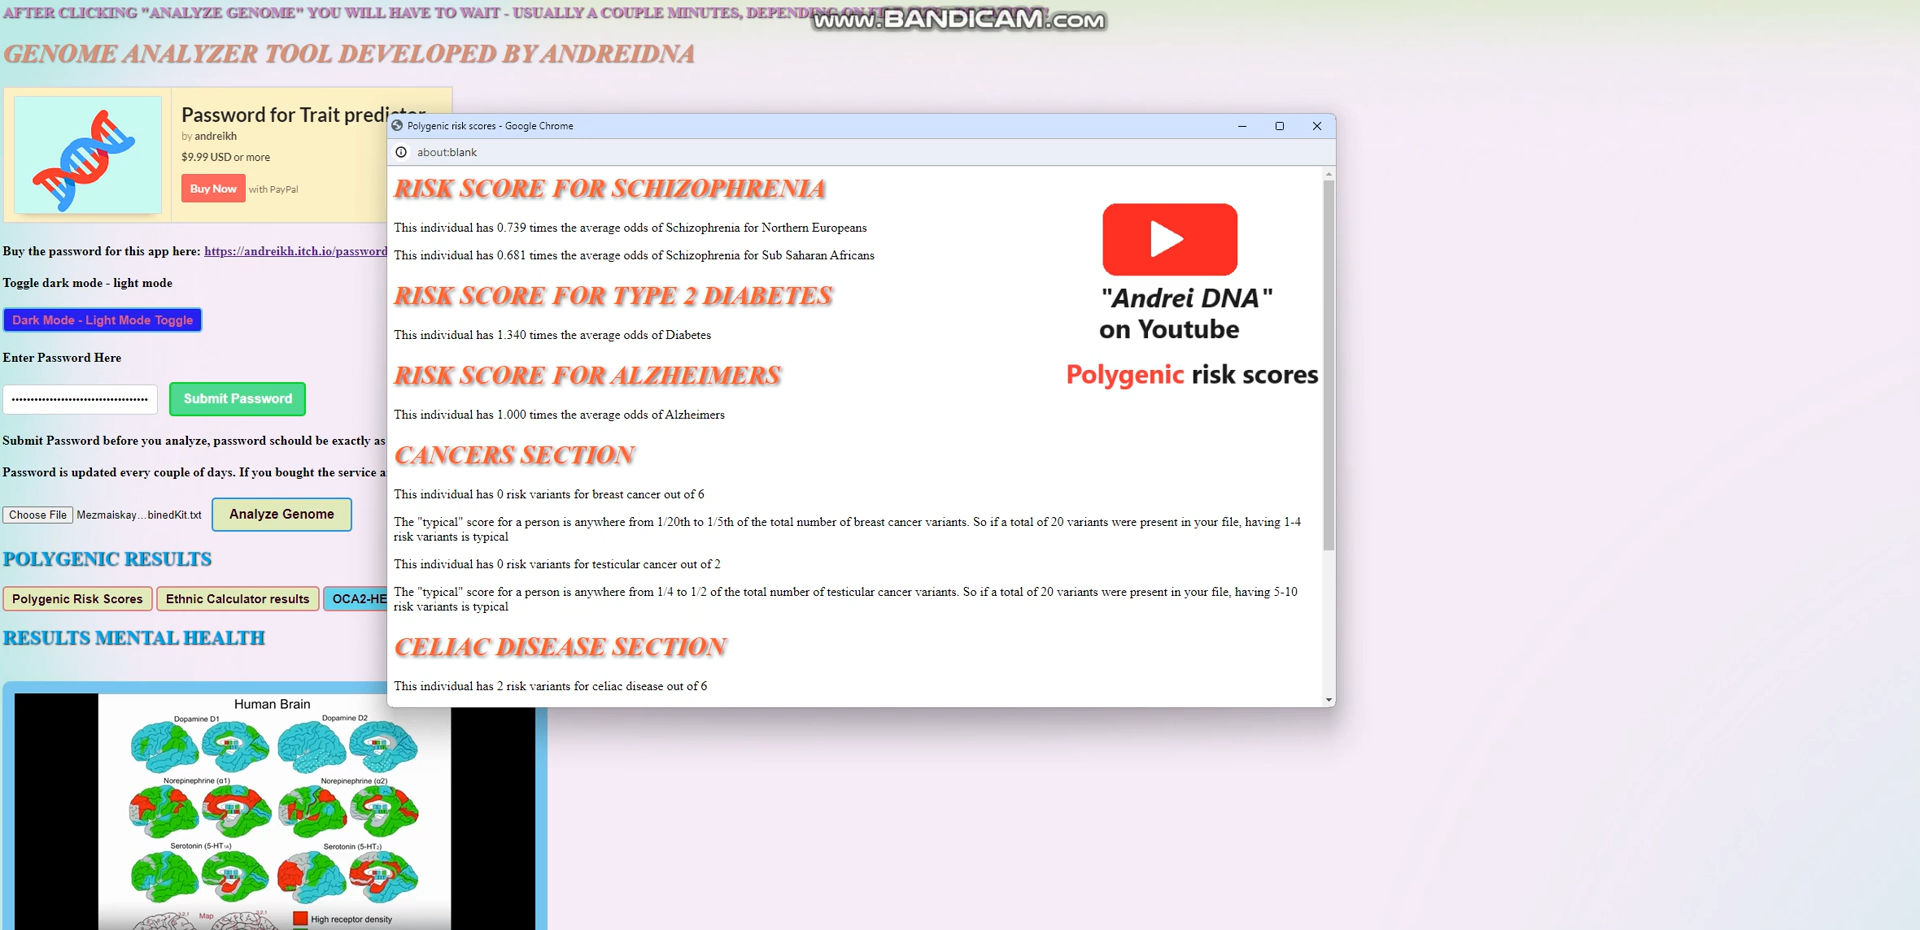 AFTER CLICKING "ANALYZE GENOME" YOU WILL HAVE TO WAIT - USUALLY A COUPLE MINUTES, DEPENDING
www.BANDICAM.com
GENOME ANALYZER TOOL DEVELOPED BY ANDREIDNA
Password for Trait predictor
by andreikh
$9.99 USD or more
Buy Now with PayPal
Buy the password for this app here: https://andreikh.itch.io/password
Toggle dark mode - light mode
Dark Mode - Light Mode Toggle
Enter Password Here
Submit Password
Submit Password before you analyze, password schould be exactly as
Password is updated every couple of days. If you bought the service a
Choose File Mezmaiskay...binedKit.txt Analyze Genome
POLYGENIC RESULTS
Polygenic Risk Scores Ethnic Calculator results OCA2-HE
RESULTS MENTAL HEALTH
Human Brain
Dopamine D1 Dopamine D2
Norepinephrine (α1) Norepinephrine (α2)
Serotonin (5-HT1A) Serotonin (5-HT2)
Map
High receptor density
Polygenic risk scores - Google Chrome
about:blank
RISK SCORE FOR SCHIZOPHRENIA
This individual has 0.739 times the average odds of Schizophrenia for Northern Europeans
This individual has 0.681 times the average odds of Schizophrenia for Sub Saharan Africans
RISK SCORE FOR TYPE 2 DIABETES
This individual has 1.340 times the average odds of Diabetes
RISK SCORE FOR ALZHEIMERS
This individual has 1.000 times the average odds of Alzheimers
CANCERS SECTION
This individual has 0 risk variants for breast cancer out of 6
The "typical" score for a person is anywhere from 1/20th to 1/5th of the total number of breast cancer variants. So if a total of 20 variants were present in your file, having 1-4
risk variants is typical
This individual has 0 risk variants for testicular cancer out of 2
The "typical" score for a person is anywhere from 1/4 to 1/2 of the total number of testicular cancer variants. So if a total of 20 variants were present in your file, having 5-10
risk variants is typical
CELIAC DISEASE SECTION
This individual has 2 risk variants for celiac disease out of 6
"Andrei DNA"
on Youtube
Polygenic risk scores